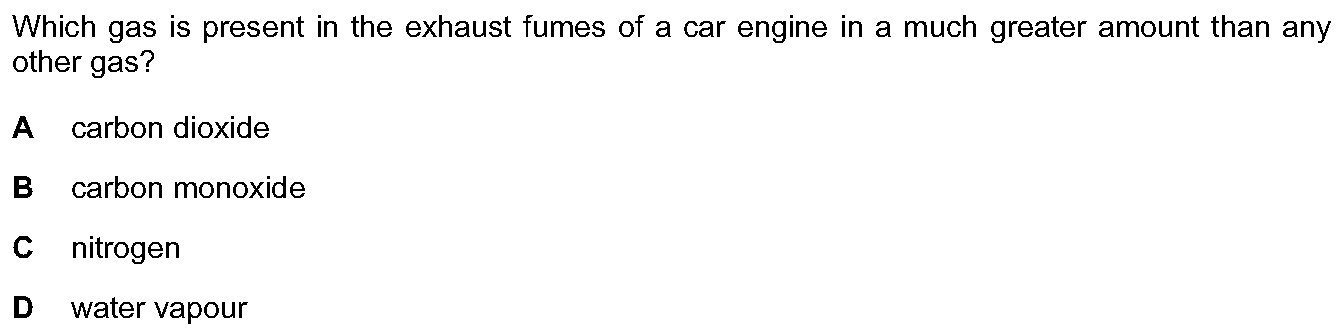 Which gas is present in the exhaust fumes of a car engine in a much greater amount than any
other gas?
A carbon dioxide
B carbon monoxide
C nitrogen
D water vapour